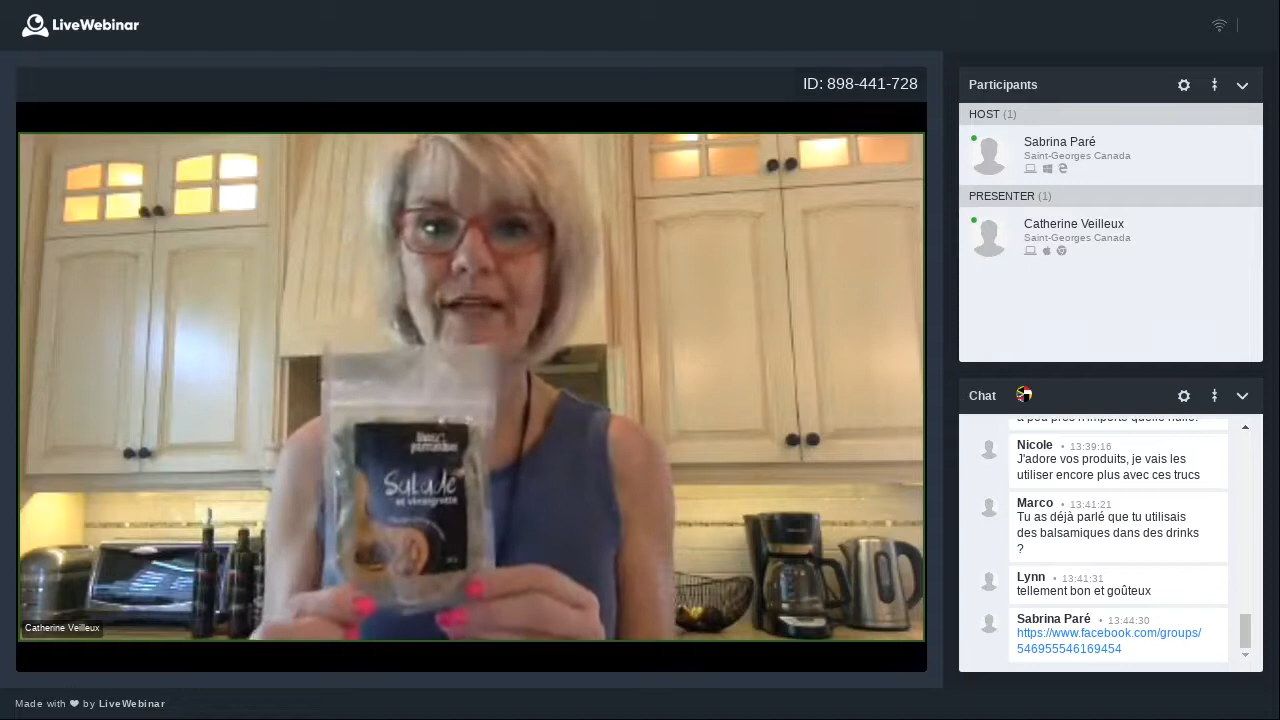 LiveWebinar
ID: 898-441-728
Salade
et vinaigrette
Catherine Veilleux
Participants
HOST (1)
Sabrina Paré
Saint-Georges Canada
PRESENTER (1)
Catherine Veilleux
Saint-Georges Canada
Chat
Nicole • 13:39:16
J'adore vos produits, je vais les
utiliser encore plus avec ces trucs
Marco • 13:41:21
Tu as déjà parlé que tu utilisais
des balsamiques dans des drinks
?
Lynn • 13:41:31
tellement bon et goûteux
Sabrina Paré • 13:44:30
https://www.facebook.com/groups/
546955546169454
Made with by LiveWebinar